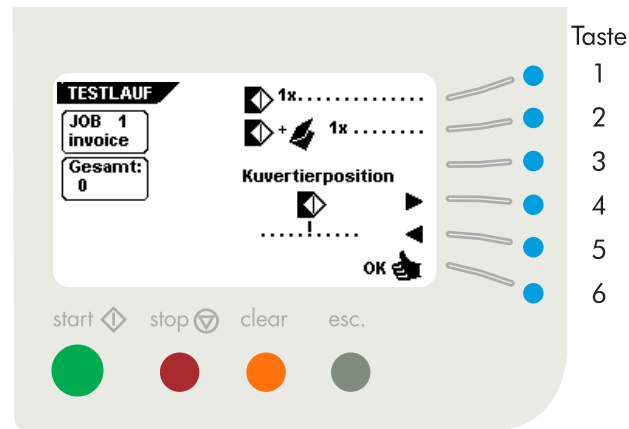 Taste
1
2
3
4
5
6
TESTLAUF
JOB 1
invoice
Gesamt:
0
1x..............
+ 1x ........
Kuvertierposition
.....!.....
OK
start stop clear esc.